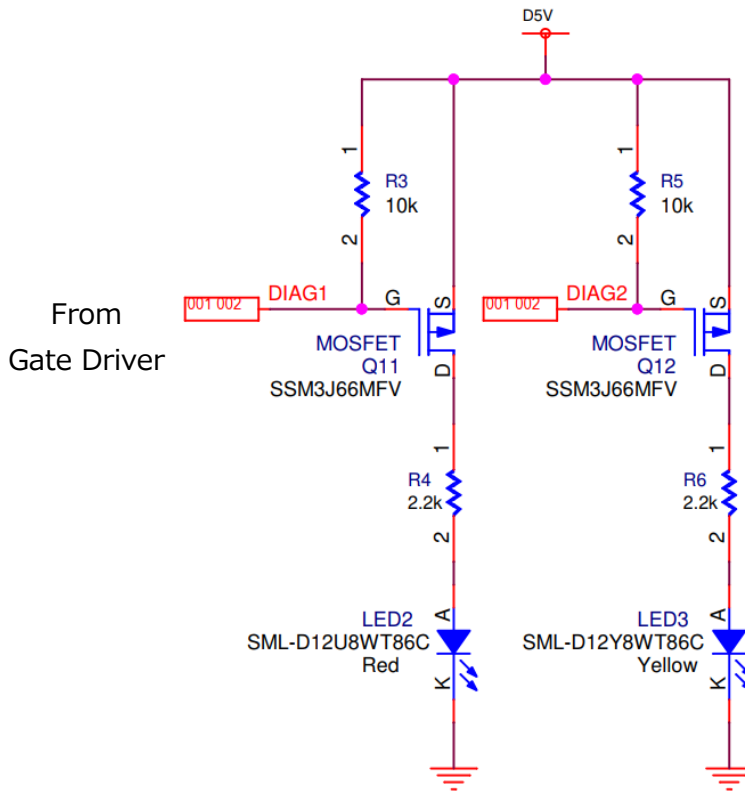 D5V
1
R3
10k
2
1
R5
10k
2
From
Gate Driver
001 002
DIAG1
G
S
MOSFET
Q11
SSM3J66MFV
D
001 002
DIAG2
G
S
MOSFET
Q12
SSM3J66MFV
D
1
R4
2.2k
2
1
R6
2.2k
2
A
LED2
SML-D12U8WT86C
Red
K
A
LED3
SML-D12Y8WT86C
Yellow
K